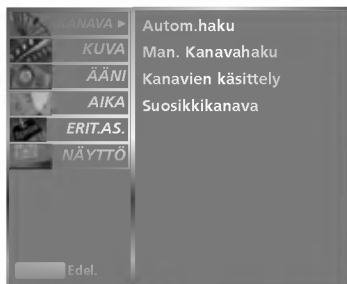 KANAVA ►
KUVA
ÄÄNI
AIKA
ERIT.AS.
NÄYTTÖ
Autom.haku
Man. Kanavahaku
Kanavien käsittely
Suosikkikanava
Edel.